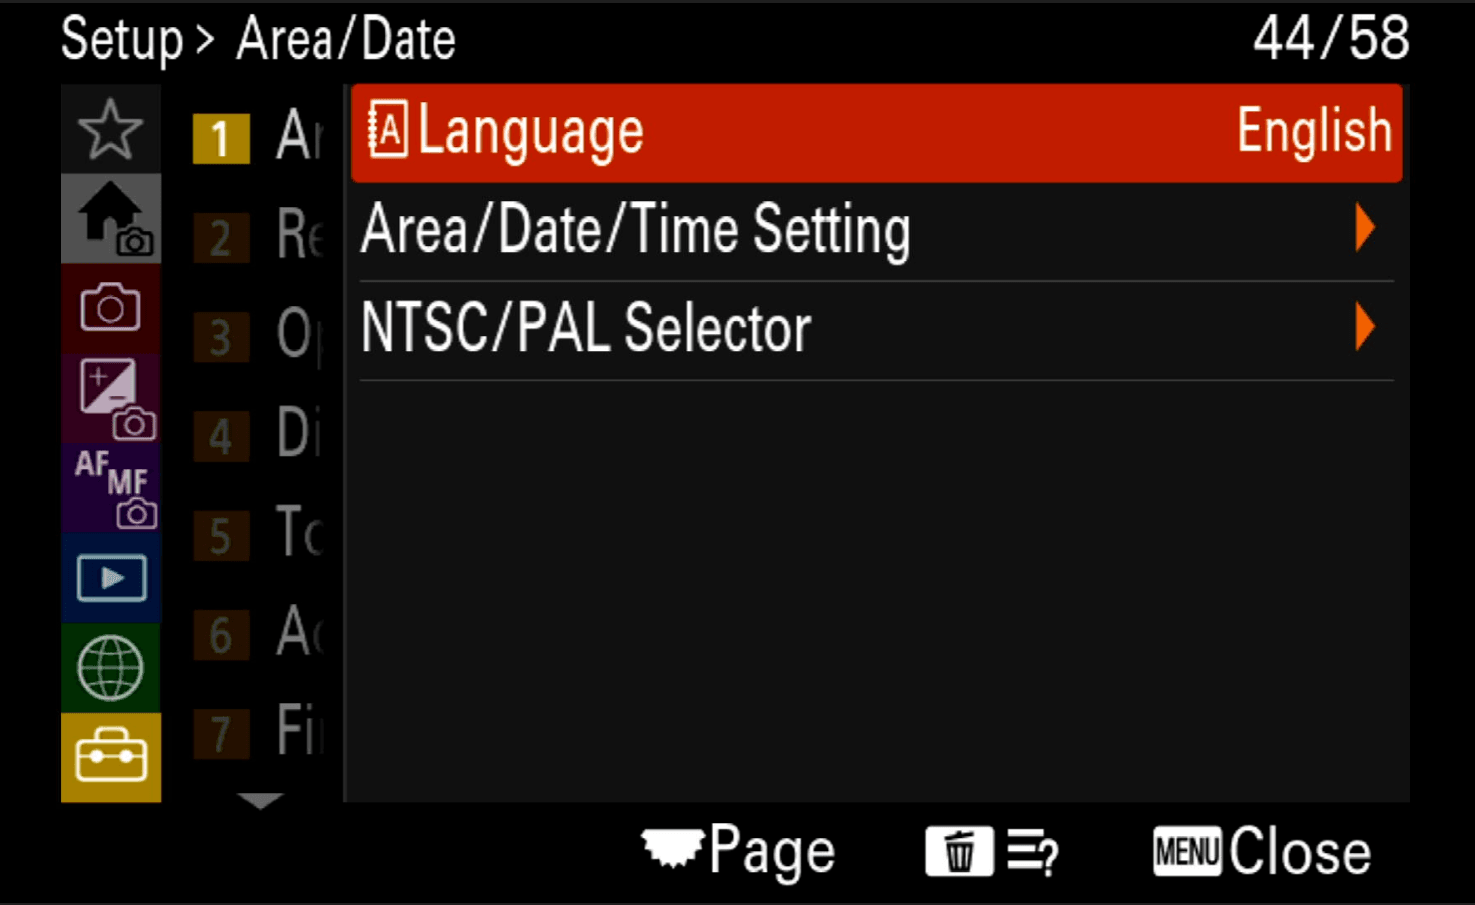 Setup > Area/Date 44/58
1
A Language English
2
Area/Date/Time Setting
3
NTSC/PAL Selector
4
AF MF
5
6
7
Page ? MENU Close